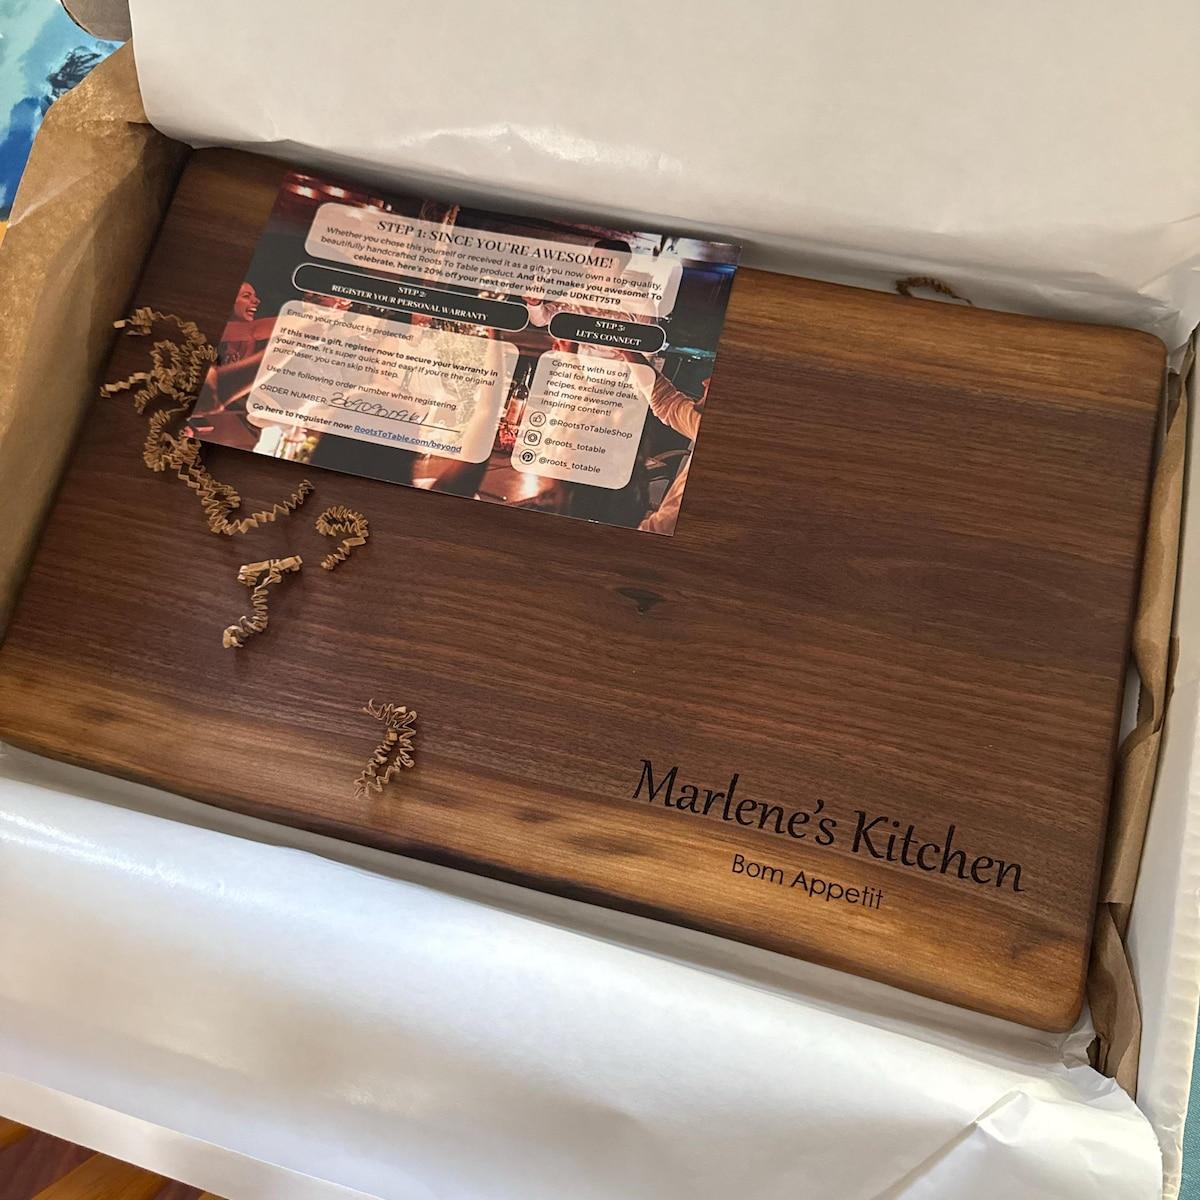 STEP 1: SINCE YOU'RE AWESOME!
Whether you chose this yourself or received it as a gift, you now own a top-quality,
beautifully handcrafted Roots To Table product. And that makes you awesome! To
celebrate, here's 20% off your next order with code UDKET75T9
STEP 2:
REGISTER YOUR PERSONAL WARRANTY
Ensure your product is protected!
If this was a gift, register now to secure your warranty in
your name. It's super quick and easy! If you're the original
purchaser, you can skip this step.
Use the following order number when registering.
ORDER NUMBER:
Go here to reguister now: RootsToTable.com/beyond
STEP 3:
LET'S CONNECT
Connect with us on
social for hosting tips,
recipes, exclusive deals,
and more awesome,
inspiring content!
@RootsToTableShop
@roots_totable
@roots_totable
Marlene's Kitchen
Bom Appetit